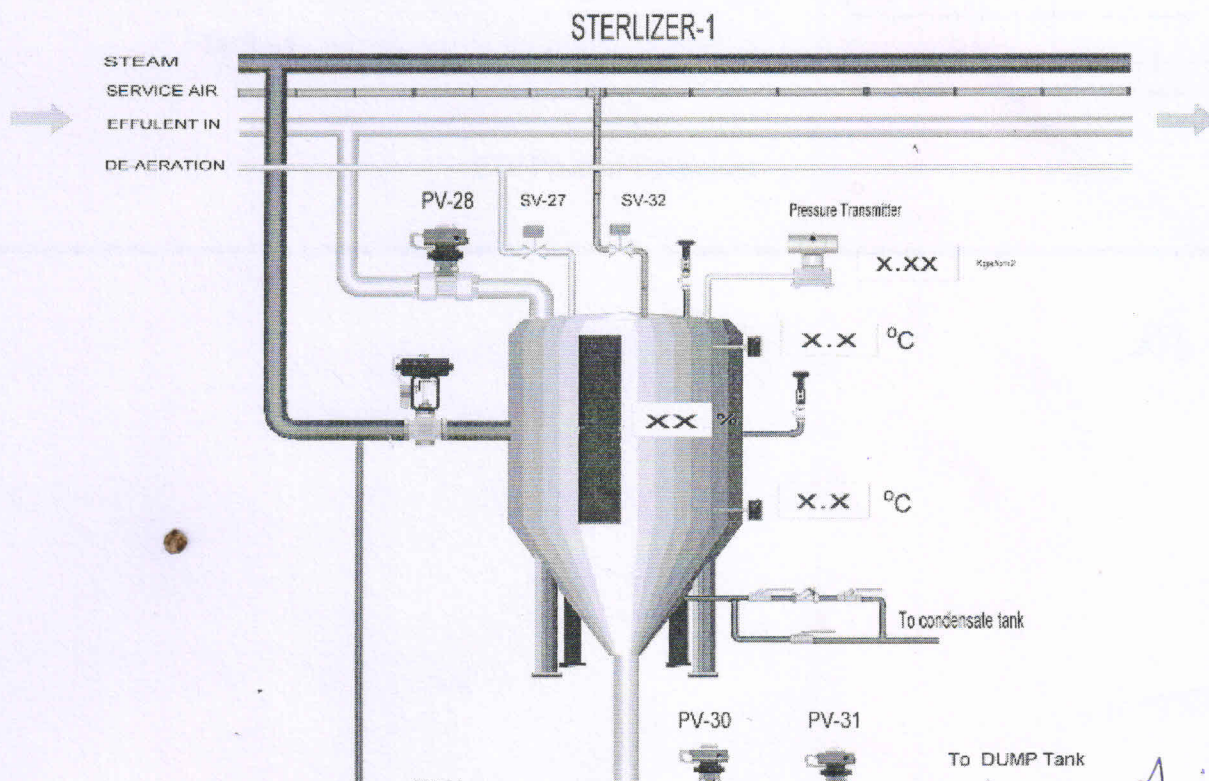 STERLIZER-1
STEAM
SERVICE AIR
EFFULENT IN
DE-AERATION
PV-28
SV-27
SV-32
Pressure Transmitter
X.XX
X.X °C
XX %
X.X °C
To condensate tank
PV-30
PV-31
To DUMP Tank